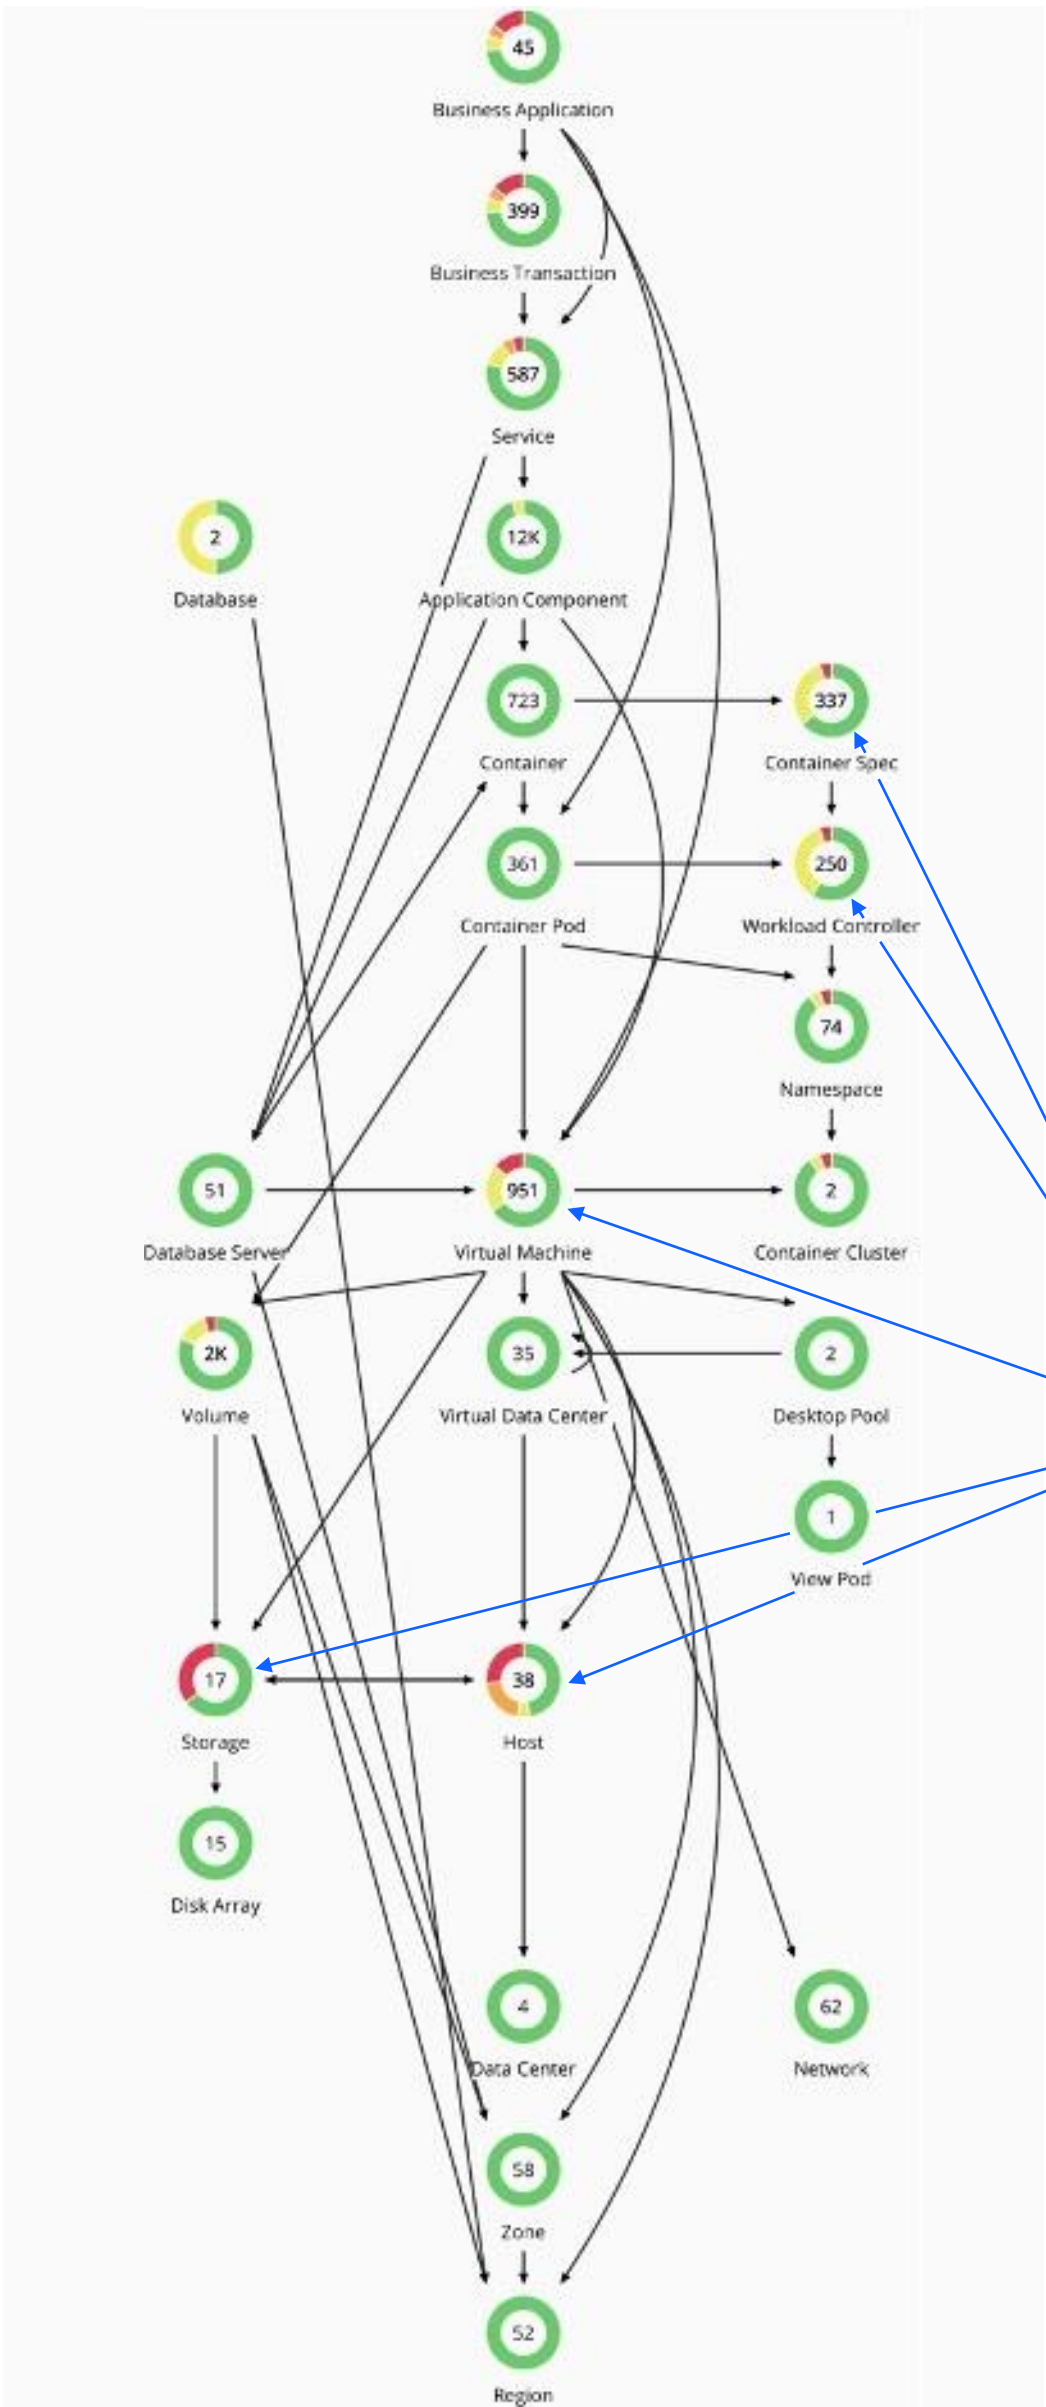 45
Business Application
399
Business Transaction
587
Service
2
Database
12K
Application Component
723
Container
337
Container Spec
361
Container Pod
250
Workload Controller
74
Namespace
51
Database Server
951
Virtual Machine
2
Container Cluster
2K
Volume
35
Virtual Data Center
2
Desktop Pool
1
View Pod
17
Storage
38
Host
15
Disk Array
4
Data Center
62
Network
58
Zone
52
Region